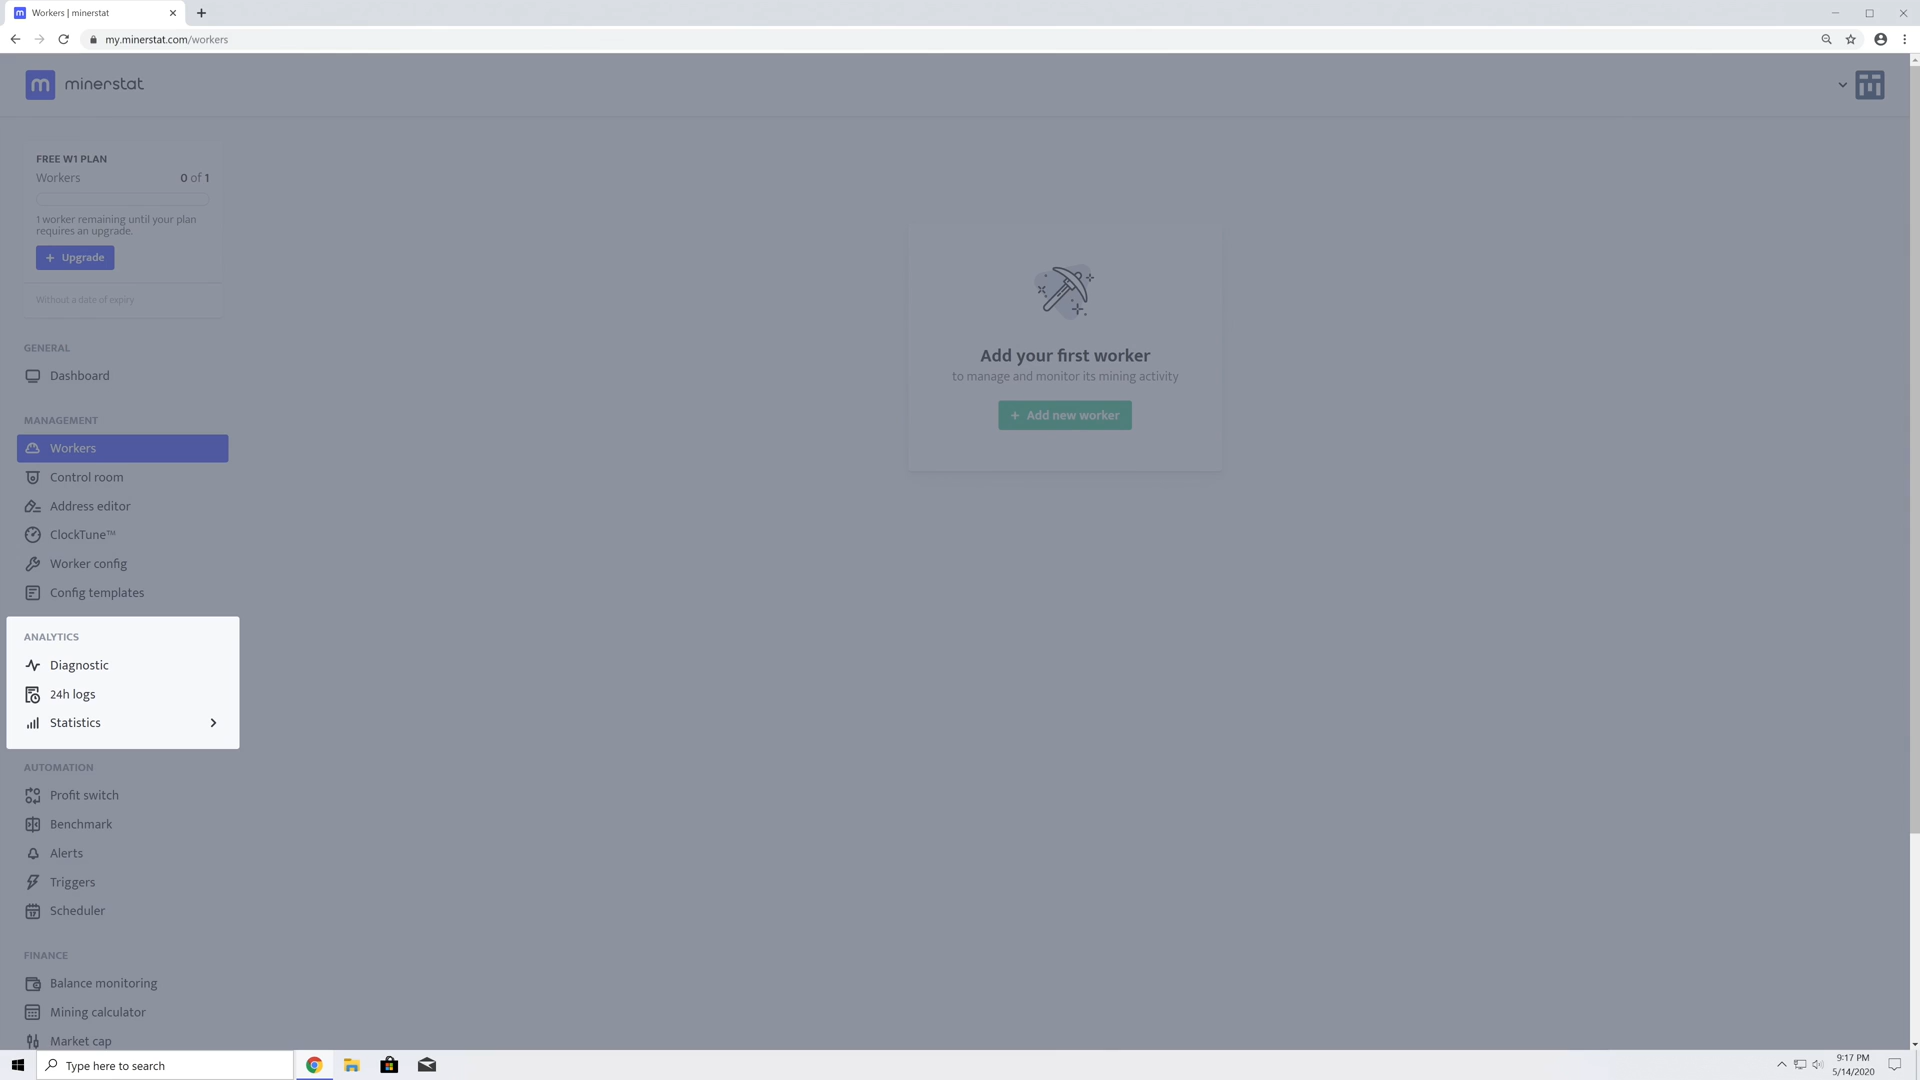 Workers | minerstat
my.minerstat.com/workers
minerstat
FREE W1 PLAN
Workers 0 of 1
1 worker remaining until your plan
requires an upgrade.
+ Upgrade
Without a date of expiry
GENERAL
Dashboard
MANAGEMENT
Workers
Control room
Address editor
ClockTune™
Worker config
Config templates
ANALYTICS
Diagnostic
24h logs
Statistics
AUTOMATION
Profit switch
Benchmark
Alerts
Triggers
Scheduler
FINANCE
Balance monitoring
Mining calculator
Market cap
Add your first worker
to manage and monitor its mining activity
+ Add new worker
Type here to search
9:17 PM
5/14/2020